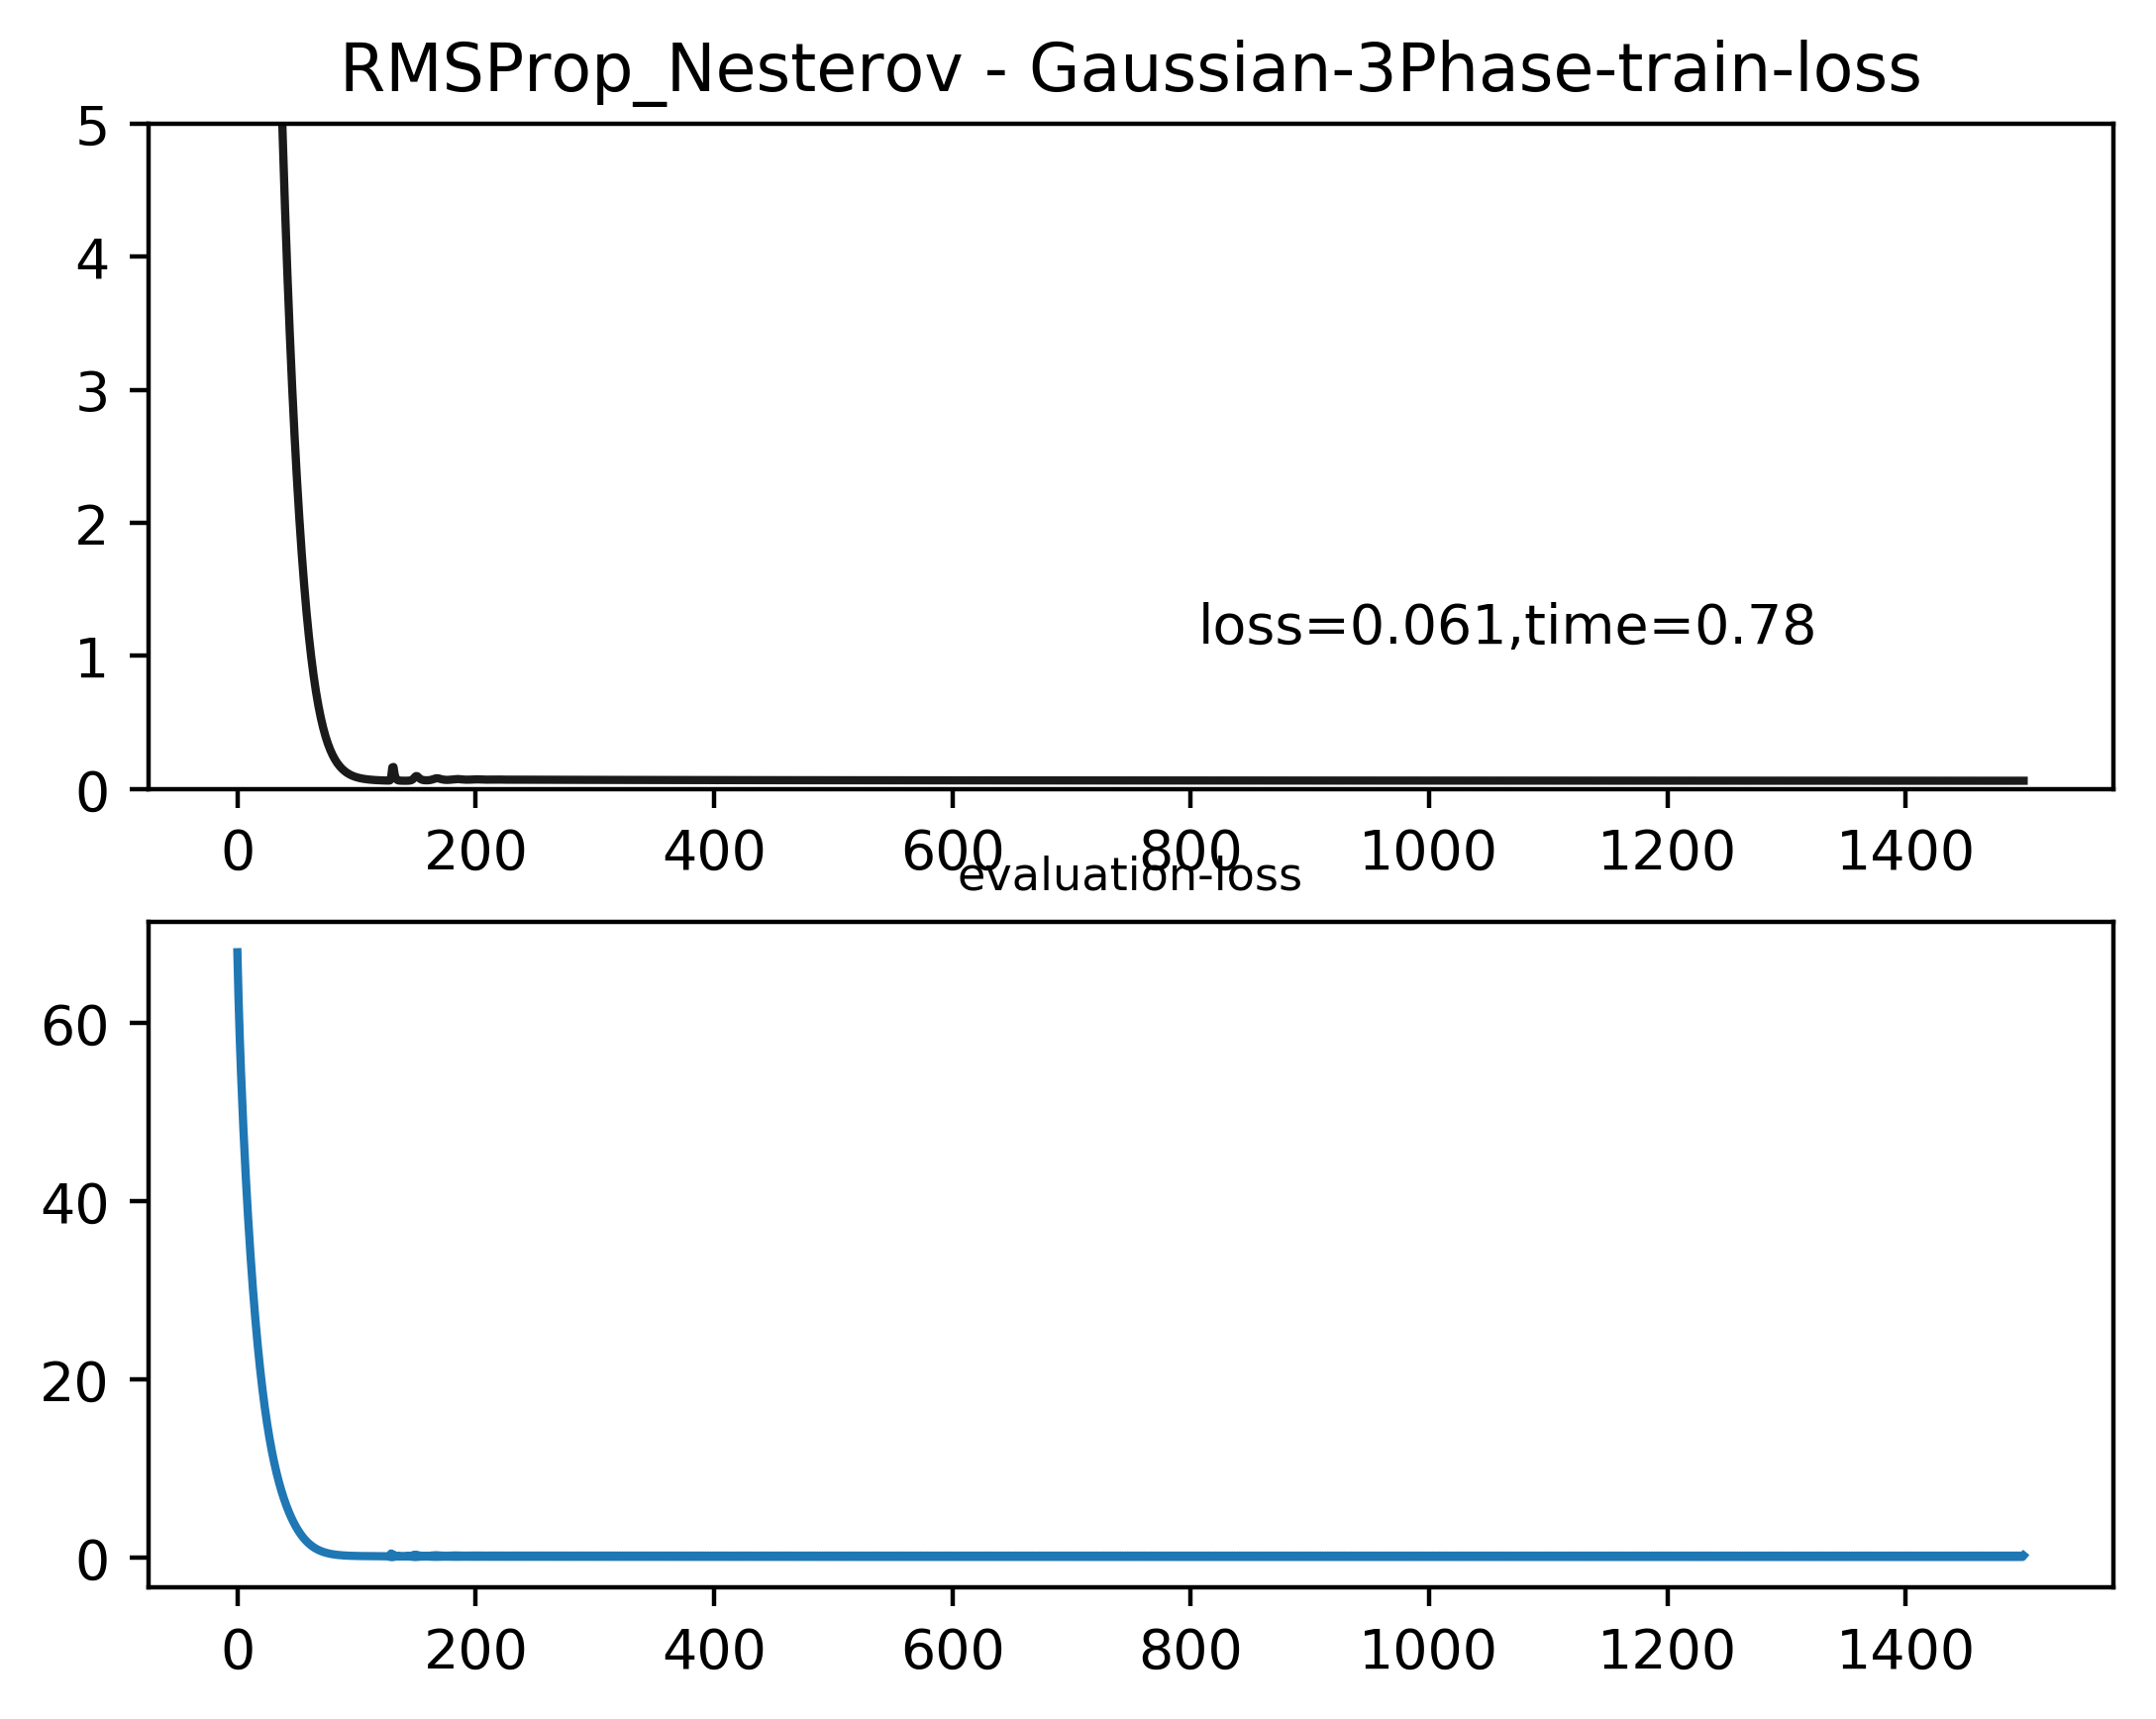 RMSProp_Nesterov - Gaussian-3Phase-train-loss
5
4
3
2
1
0
loss=0.061,time=0.78
0 200 400 600 800 1000 1200 1400
evaluation-loss
60
40
20
0
0 200 400 600 800 1000 1200 1400